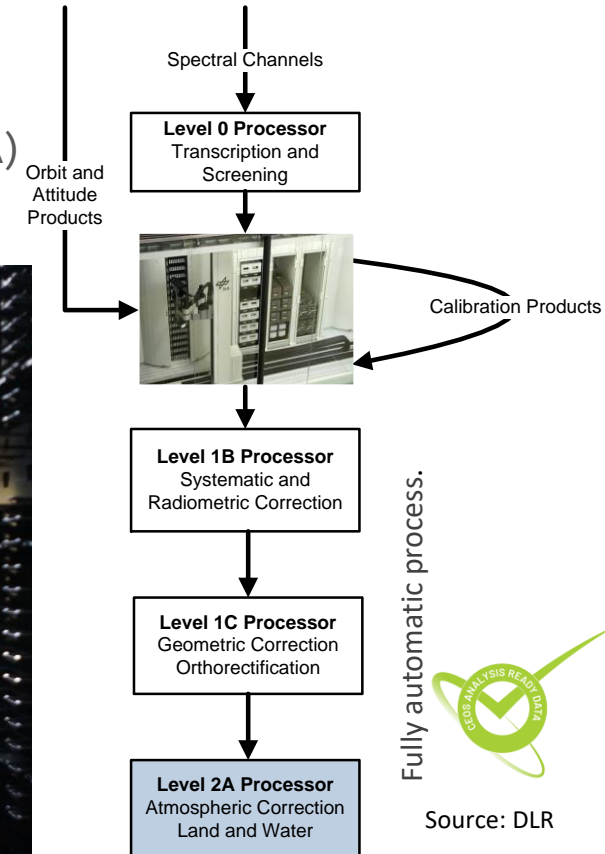 Spectral Channels
Level 0 Processor
Transcription and
Screening
)
Orbit and
Attitude
Products
Calibration Products
Level 1B Processor
Systematic and
Radiometric Correction
Level 1C Processor
Geometric Correction
Orthorectification
Level 2A Processor
Atmospheric Correction
Land and Water
Fully automatic process.
CEOS ANALYSIS READY DATA
Source: DLR